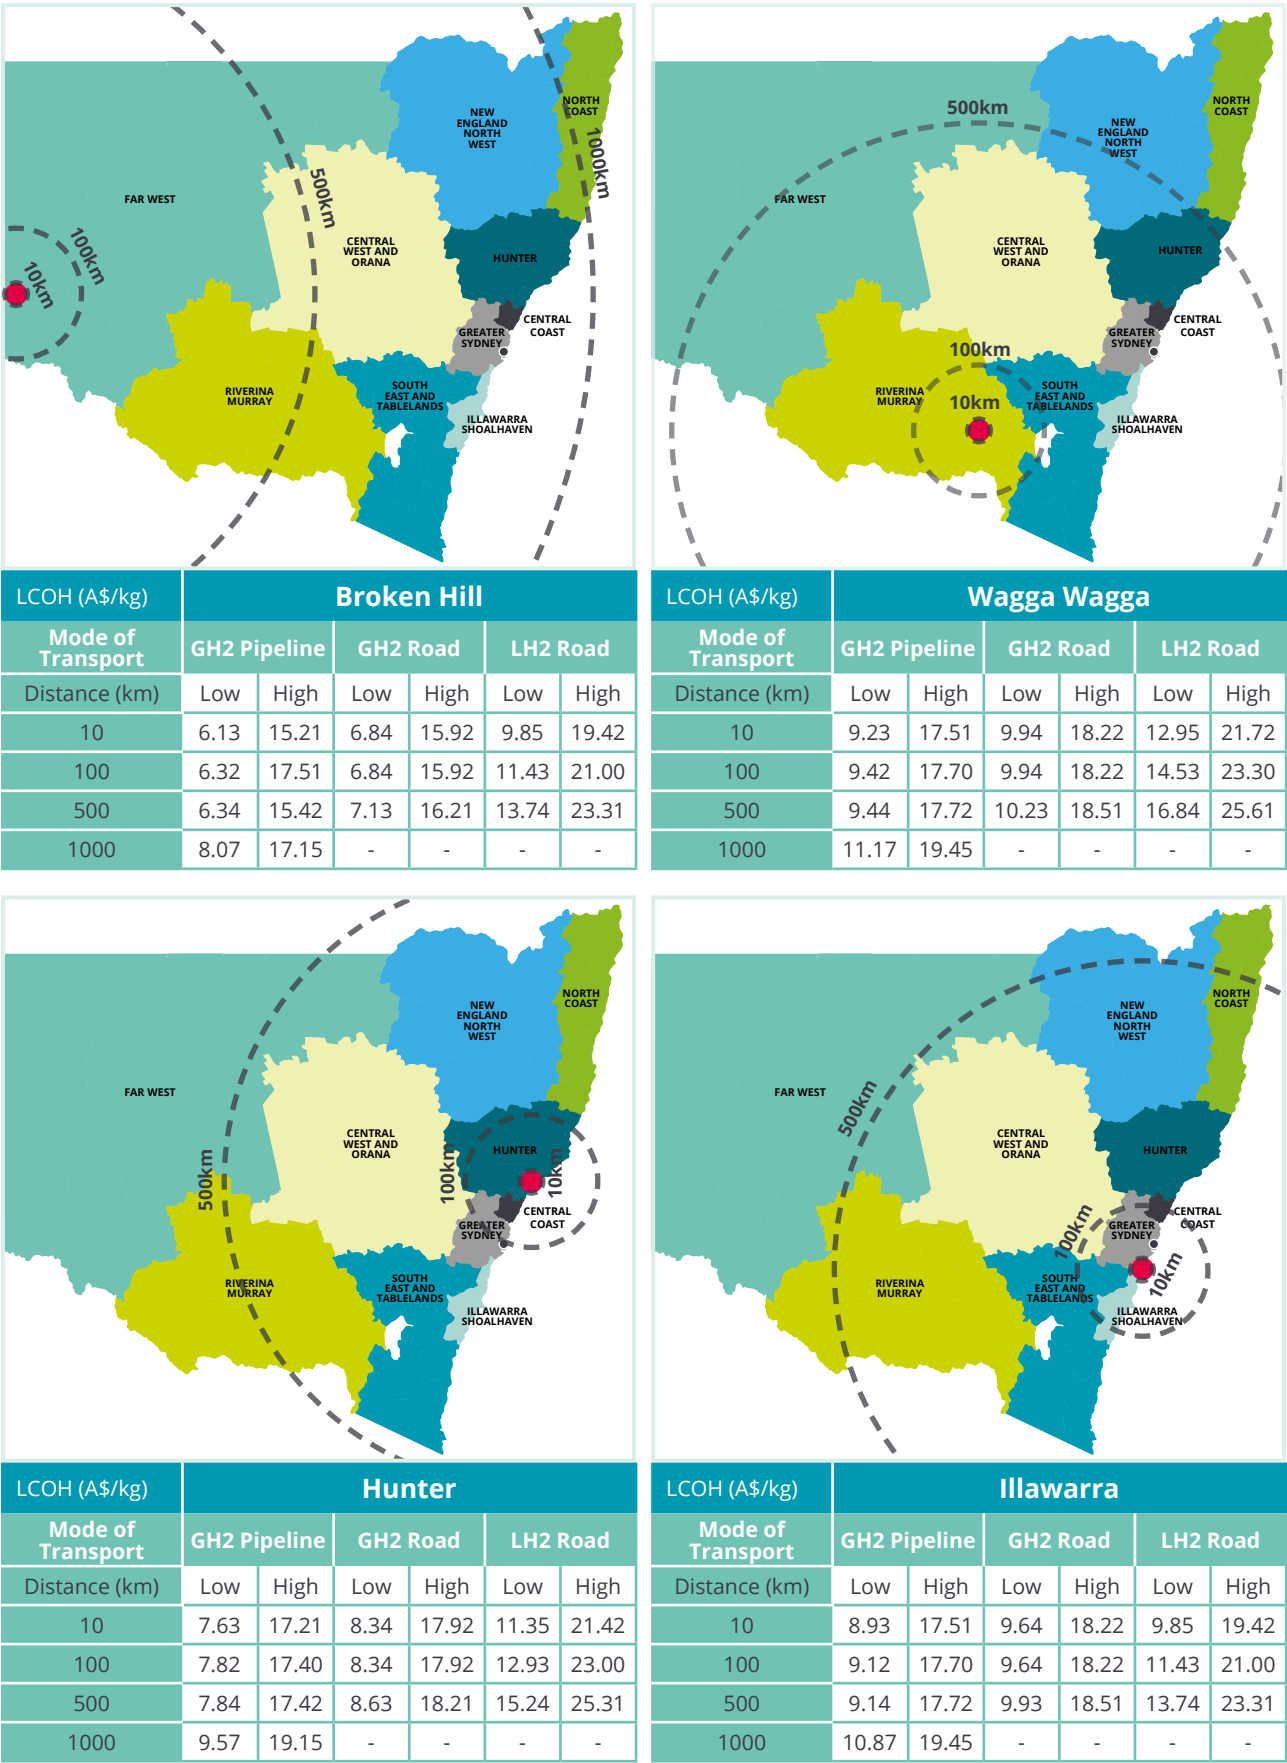 NEW
ENGLAND
NORTH
WEST
NORTH
COAST
1000km
500km
FAR WEST
100km
10km
CENTRAL
WEST AND
ORANA
HUNTER
CENTRAL
COAST
GREATER
SYDNEY
RIVERINA
MURRAY
SOUTH
EAST AND
TABLELANDS
ILLAWARRA
SHOALHAVEN
LCOH (A$/kg) Broken Hill
Mode of
Transport GH2 Pipeline GH2 Road LH2 Road
Distance (km) Low High Low High Low High
10 6.13 15.21 6.84 15.92 9.85 19.42
100 6.32 17.51 6.84 15.92 11.43 21.00
500 6.34 15.42 7.13 16.21 13.74 23.31
1000 8.07 17.15 - - - -
500km
NORTH
COAST
NEW
ENGLAND
NORTH
WEST
FAR WEST
CENTRAL
WEST AND
ORANA
HUNTER
CENTRAL
COAST
GREATER
SYDNEY
100km
10km
RIVERINA
MURRAY
SOUTH
EAST AND
TABLELANDS
ILLAWARRA
SHOALHAVEN
LCOH (A$/kg) Wagga Wagga
Mode of
Transport GH2 Pipeline GH2 Road LH2 Road
Distance (km) Low High Low High Low High
10 9.23 17.51 9.94 18.22 12.95 21.72
100 9.42 17.70 9.94 18.22 14.53 23.30
500 9.44 17.72 10.23 18.51 16.84 25.61
1000 11.17 19.45 - - - -
NORTH
COAST
NEW
ENGLAND
NORTH
WEST
FAR WEST
CENTRAL
WEST AND
ORANA
HUNTER
500km
100km
10km
CENTRAL
COAST
GREATER
SYDNEY
RIVERINA
MURRAY
SOUTH
EAST AND
TABLELANDS
ILLAWARRA
SHOALHAVEN
LCOH (A$/kg) Hunter
Mode of
Transport GH2 Pipeline GH2 Road LH2 Road
Distance (km) Low High Low High Low High
10 7.63 17.21 8.34 17.92 11.35 21.42
100 7.82 17.40 8.34 17.92 12.93 23.00
500 7.84 17.42 8.63 18.21 15.24 25.31
1000 9.57 19.15 - - - -
NORTH
COAST
NEW
ENGLAND
NORTH
WEST
FAR WEST
500km
CENTRAL
WEST AND
ORANA
HUNTER
CENTRAL
COAST
GREATER
SYDNEY
100km
10km
RIVERINA
MURRAY
SOUTH
EAST AND
TABLELANDS
ILLAWARRA
SHOALHAVEN
LCOH (A$/kg) Illawarra
Mode of
Transport GH2 Pipeline GH2 Road LH2 Road
Distance (km) Low High Low High Low High
10 8.93 17.51 9.64 18.22 9.85 19.42
100 9.12 17.70 9.64 18.22 11.43 21.00
500 9.14 17.72 9.93 18.51 13.74 23.31
1000 10.87 19.45 - - - -